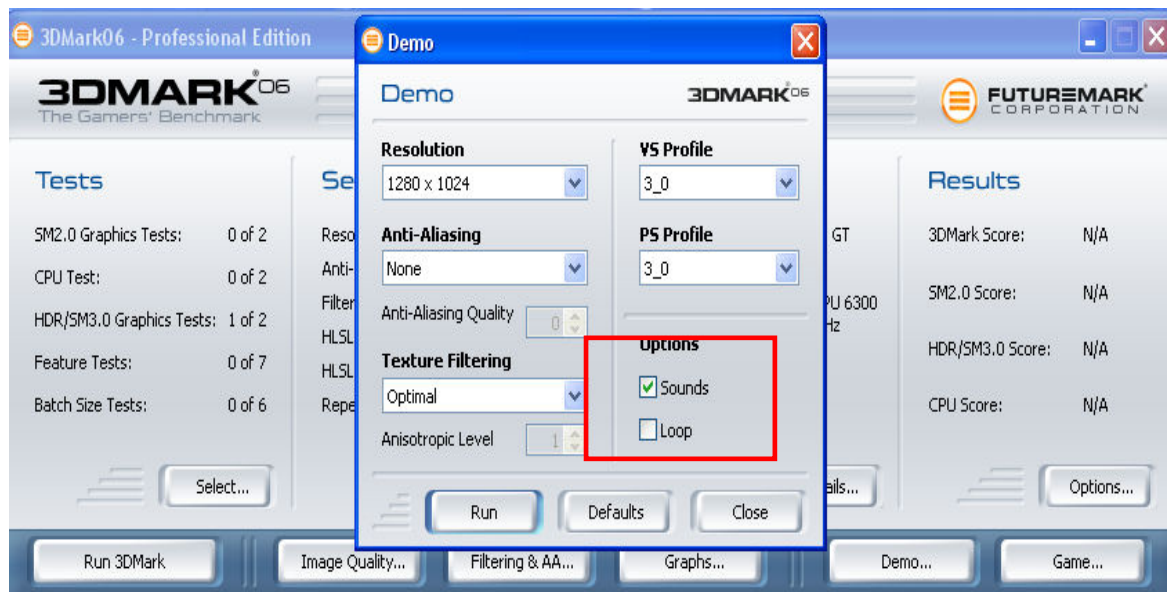 3DMark06 - Professional Edition
3DMARK 06
The Gamers' Benchmark
FUTUREMARK
CORPORATION
Tests
SM2.0 Graphics Tests: 0 of 2
CPU Test: 0 of 2
HDR/SM3.0 Graphics Tests: 1 of 2
Feature Tests: 0 of 7
Batch Size Tests: 0 of 6
Select...
Se
Reso
Anti-
Filter
HLSL
HLSL
Repe
Demo
Demo
3DMARK 06
Resolution
1280 x 1024
Anti-Aliasing
None
Anti-Aliasing Quality 0
Texture Filtering
Optimal
Anisotropic Level 1
VS Profile
3_0
PS Profile
3_0
Options
Sounds
Loop
Run Defaults Close
GT
PU 6300
Hz
ails...
Results
3DMark Score: N/A
SM2.0 Score: N/A
HDR/SM3.0 Score: N/A
CPU Score: N/A
Options...
Run 3DMark Image Quality... Filtering & AA... Graphs... Demo... Game...